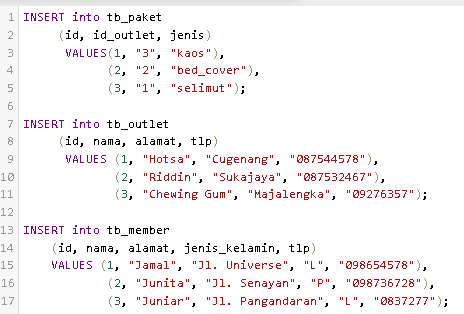 1 INSERT into tb_paket
2 (id, id_outlet, jenis)
3 VALUES(1, "3", "kaos"),
4 (2, "2", "bed_cover"),
5 (3, "1", "selimut");
6
7 INSERT into tb_outlet
8 (id, nama, alamat, tlp)
9 VALUES (1, "Hotsa", "Cugenang", "087544578"),
10 (2, "Riddin", "Sukajaya", "087532467"),
11 (3, "Chewing Gum", "Majalengka", "09276357");
12
13 INSERT into tb_member
14 (id, nama, alamat, jenis_kelamin, tlp)
15 VALUES (1, "Jamal", "Jl. Universe", "L", "098654578"),
16 (2, "Junita", "Jl. Senayan", "P", "098736728"),
17 (3, "Juniar", "Jl. Pangandaran", "L", "0837277");